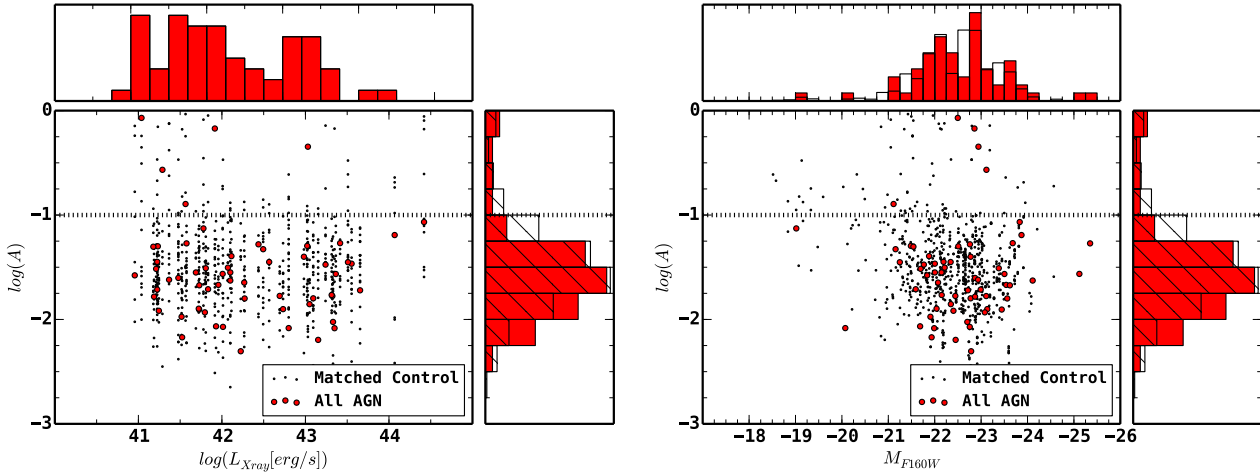 0
−1
−2
−3
log(A)
41 42 43 44
log(L_Xray[erg/s])
Matched Control
All AGN
0
−1
−2
−3
log(A)
−18 −19 −20 −21 −22 −23 −24 −25 −26
M_F160W
Matched Control
All AGN